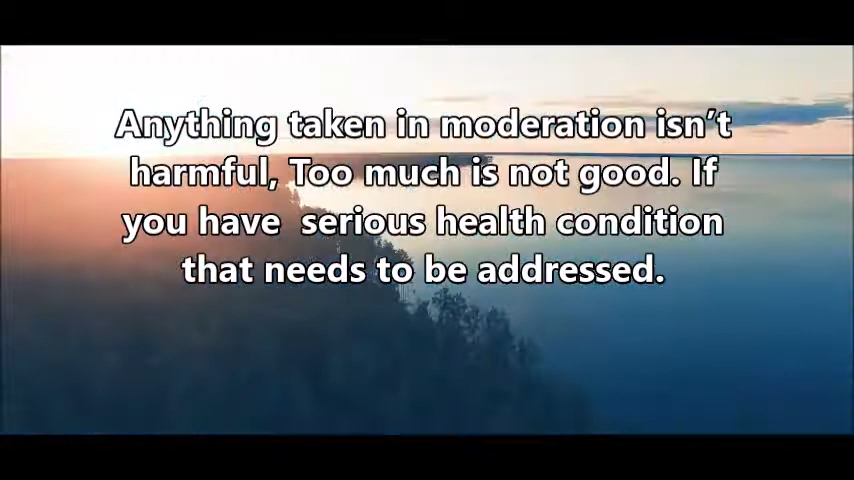 Anything taken in moderation isn’t
harmful, Too much is not good. If
you have  serious health condition
that needs to be addressed.